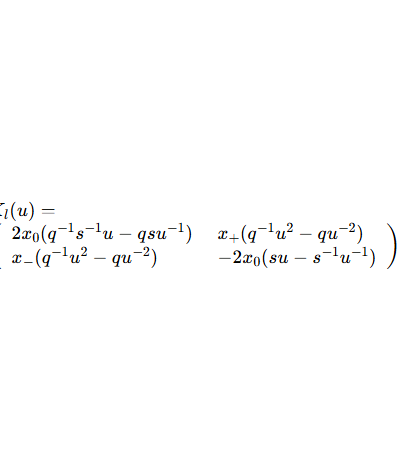 _l(u) =
2x_0(q^{-1}s^{-1}u − qsu^{-1}) x_+(q^{-1}u^2 − qu^{-2})
x_−(q^{-1}u^2 − qu^{-2}) −2x_0(su − s^{-1}u^{-1}) )